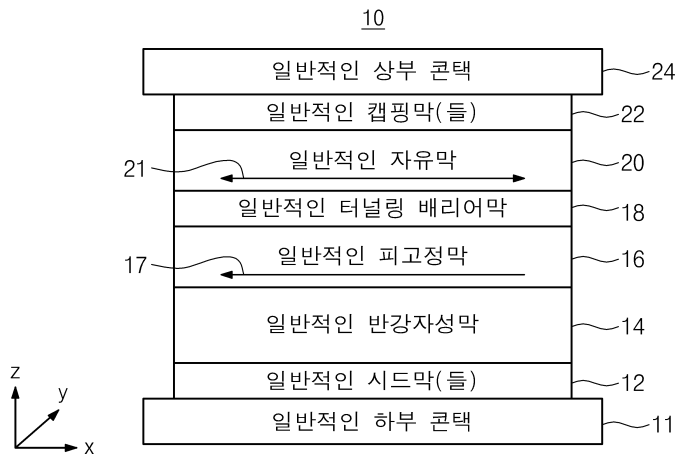 10
일반적인 상부 콘택
24
일반적인 캡핑막(들)
22
일반적인 자유막
21
20
일반적인 터널링 배리어막
18
일반적인 피고정막
17
16
일반적인 반강자성막
14
일반적인 시드막(들)
12
일반적인 하부 콘택
11
z
y
x